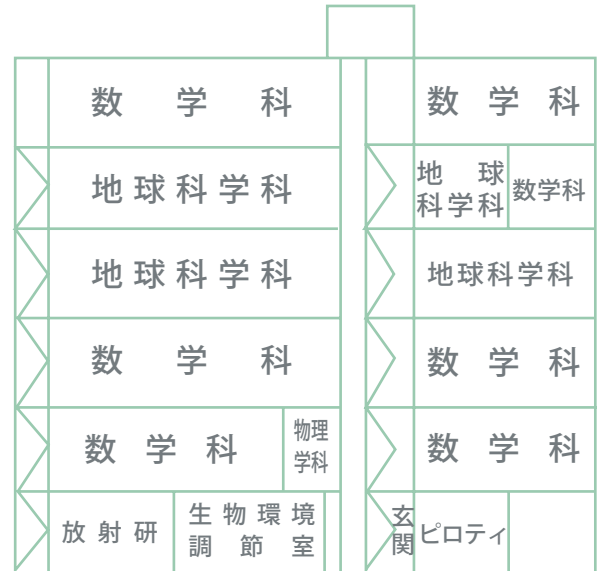 数学科
数学科
地球科学科
地球
科学科
数学科
地球科学科
地球科学科
数学科
数学科
数学科
物理
学科
数学科
放射研
生物環境
調節室
玄
関
ピロティ